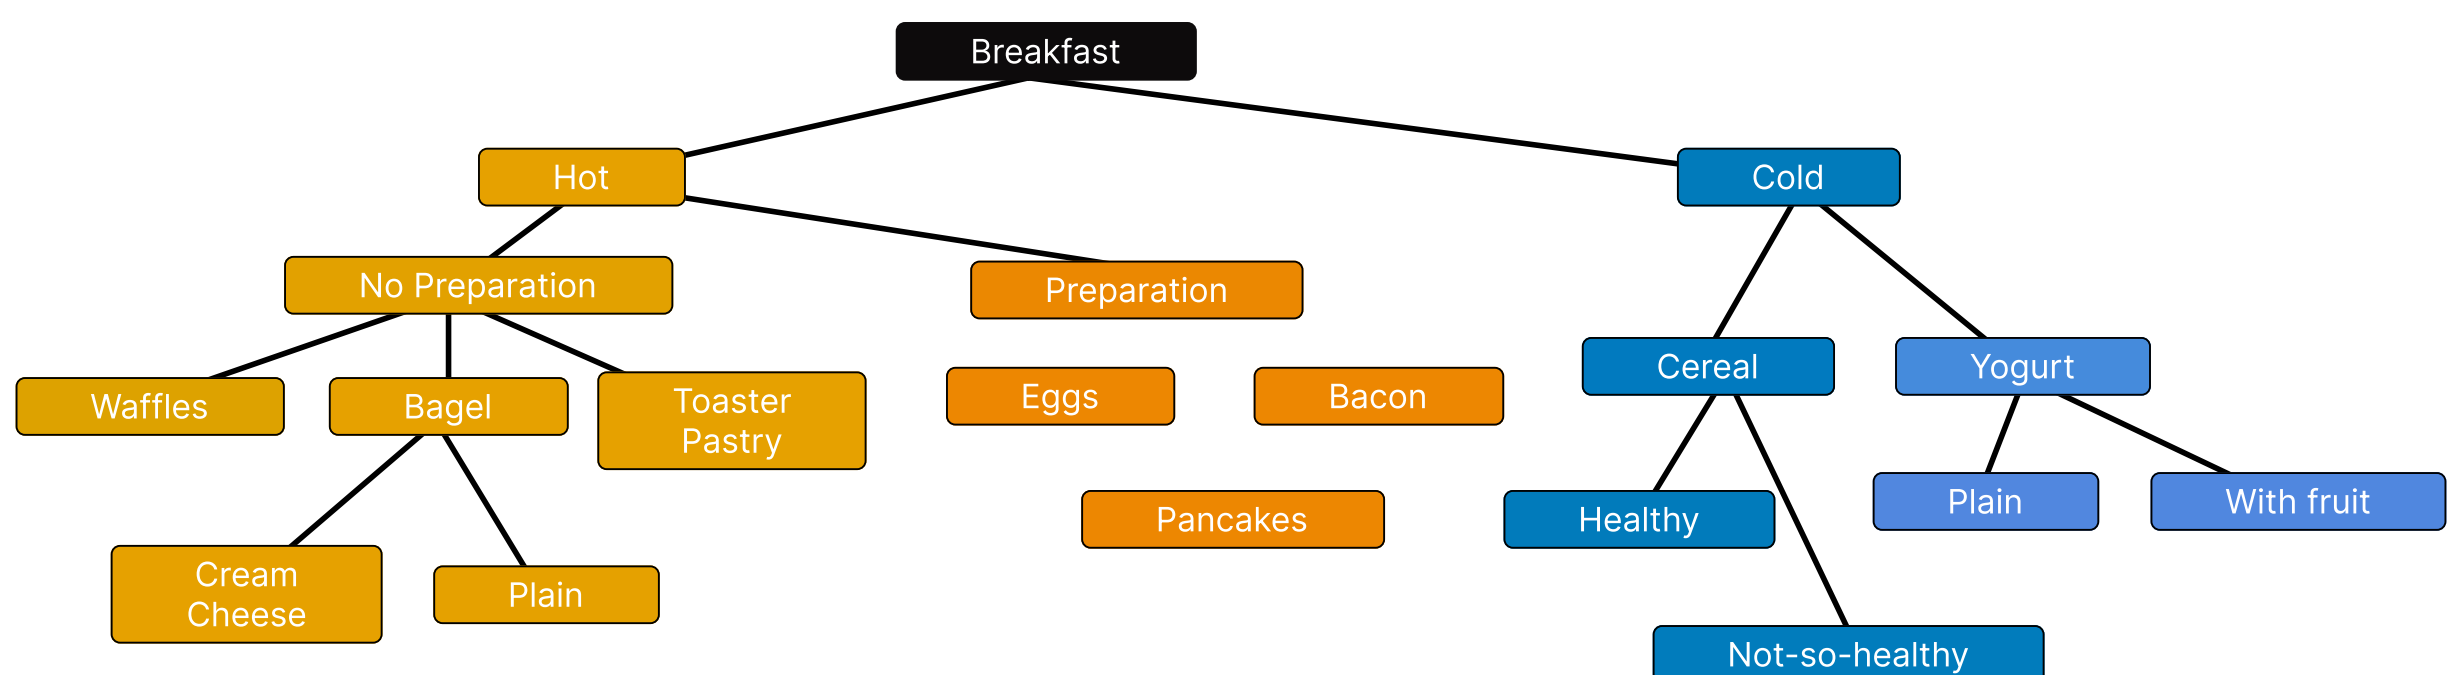 Breakfast
Hot
Cold
No Preparation
Preparation
Cereal
Yogurt
Waffles
Bagel
Toaster
Pastry
Eggs
Bacon
Pancakes
Healthy
Plain
With fruit
Cream
Cheese
Plain
Not-so-healthy